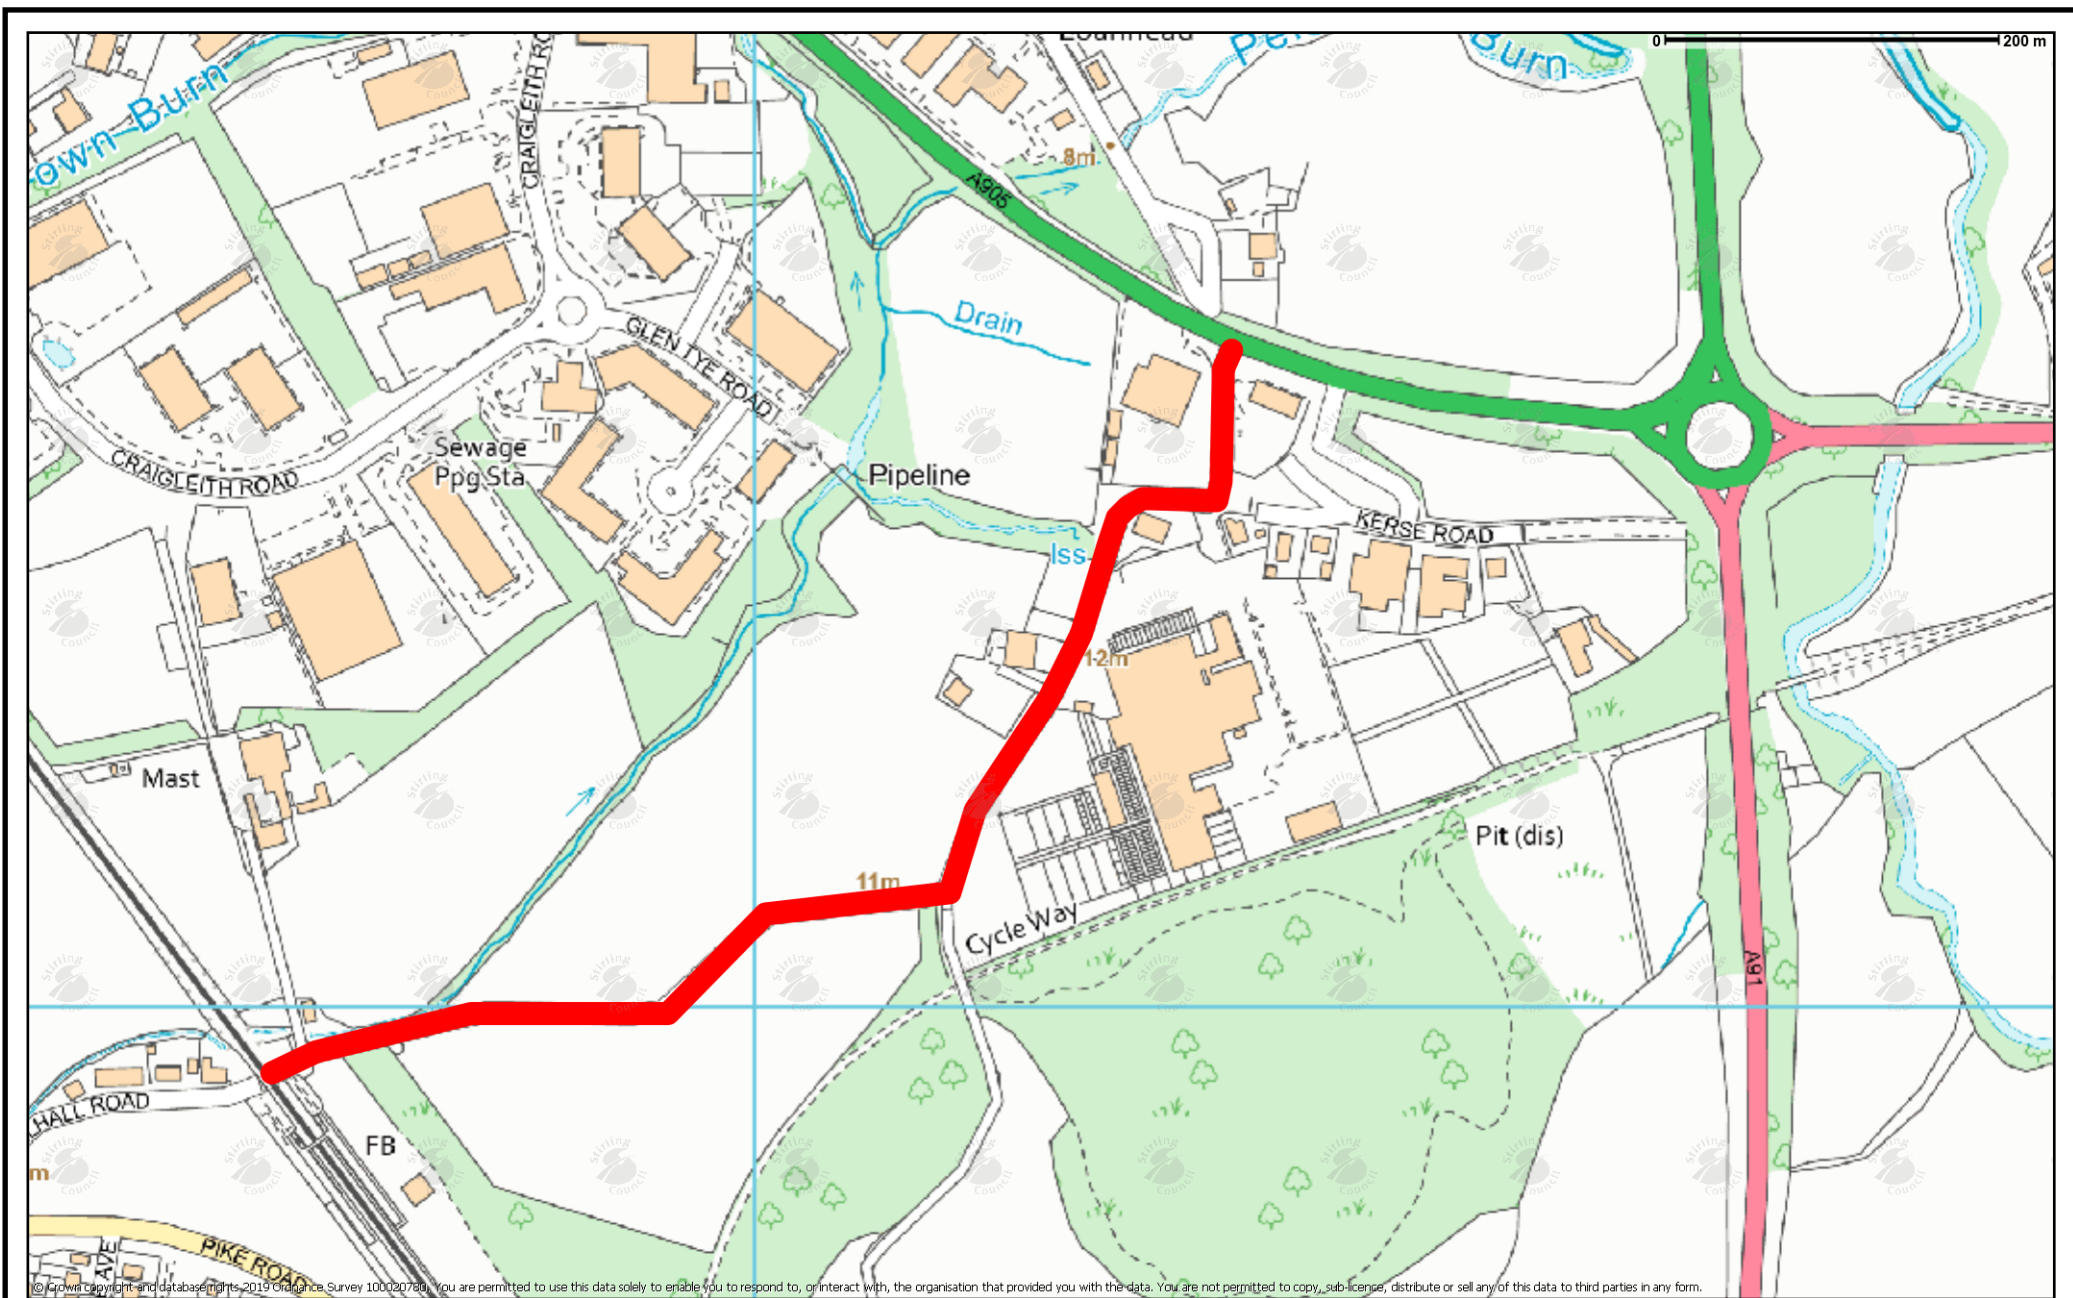 Loanhead
Burn
0 200 m
own Burn
CRAIGLEITH RO
8m
A905
Drain
GLEN TYE ROAD
Sewage
Ppg Sta
CRAIGLEITH ROAD
Pipeline
KERSE ROAD
Iss
12m
Mast
Pit (dis)
11m
Cycle Way
A91
HALL ROAD
FB
m
PIKE ROAD
AVE
Stirling
Council
© Crown copyright and database rights 2019 Ordnance Survey 100020780. You are permitted to use this data solely to enable you to respond to, or interact with, the organisation that provided you with the data. You are not permitted to copy, sub-licence, distribute or sell any of this data to third parties in any form.